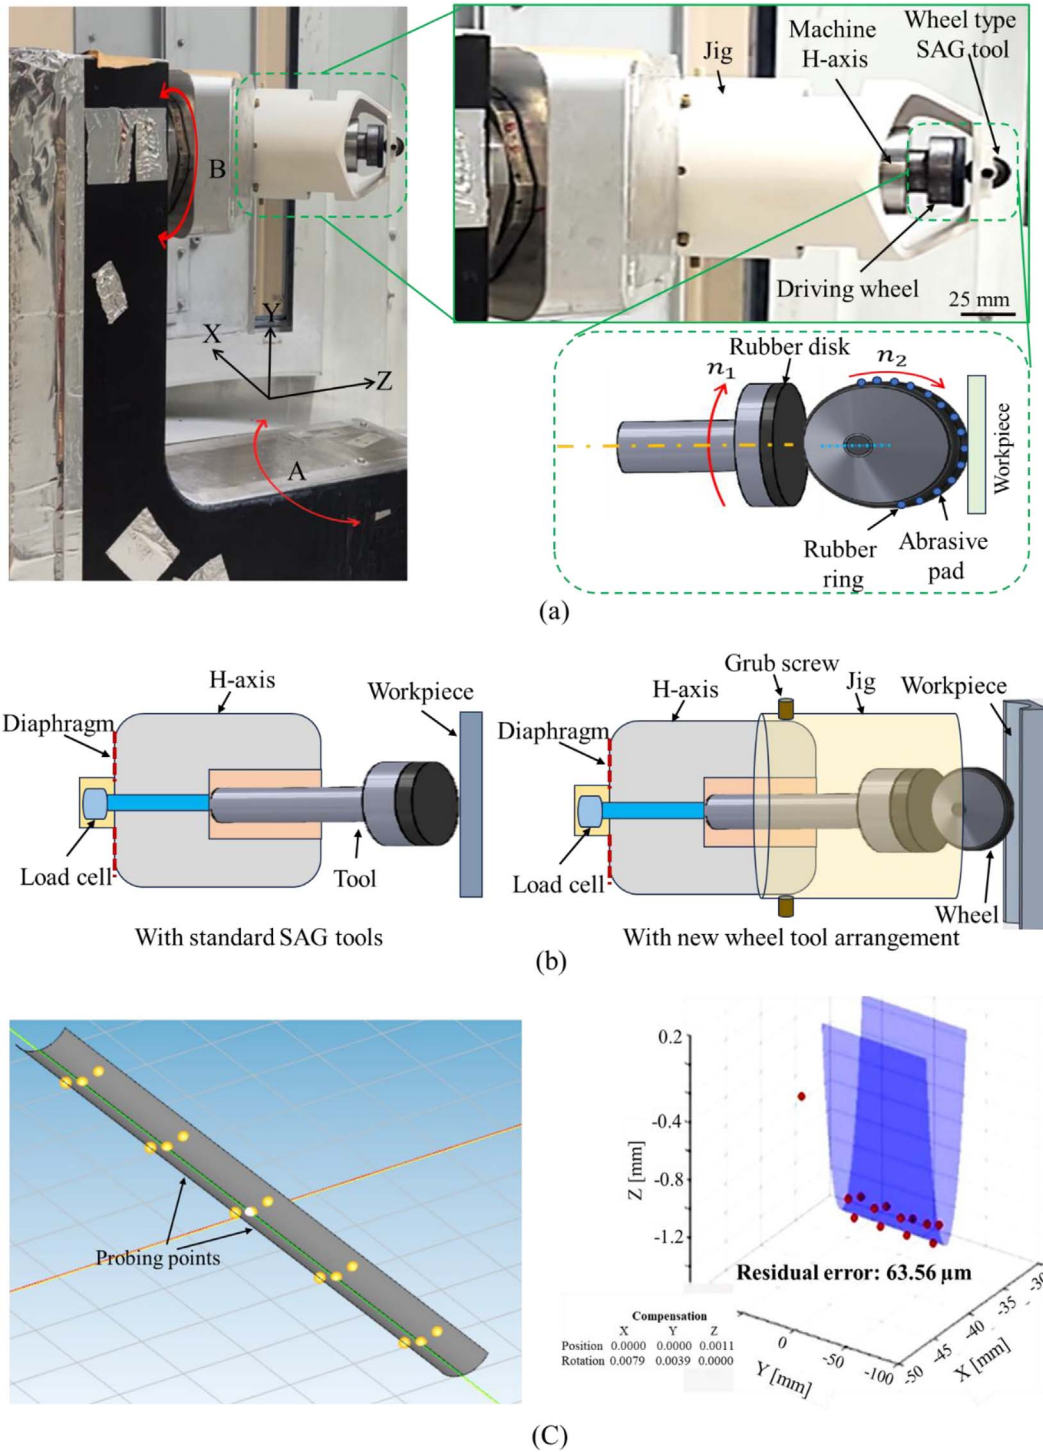 B
X
Y
Z
A
Jig
Machine
H-axis
Wheel type
SAG tool
Driving wheel
25 mm
Rubber disk
n₁
n₂
Workpiece
Rubber
ring
Abrasive
pad
(a)
H-axis
Workpiece
Diaphragm
Load cell
Tool
With standard SAG tools
Grub screw
H-axis
Jig
Workpiece
Diaphragm
Load cell
Wheel
With new wheel tool arrangement
(b)
Probing points
0.2
-0.4
-0.8
-1.2
Z [mm]
Residual error: 63.56 µm
Compensation
X Y Z
Position 0.0000 0.0000 0.0011
Rotation 0.0079 0.0039 0.0000
0
-50
-100
Y [mm]
-50
-45
-40
-35
-30
X [mm]
(C)